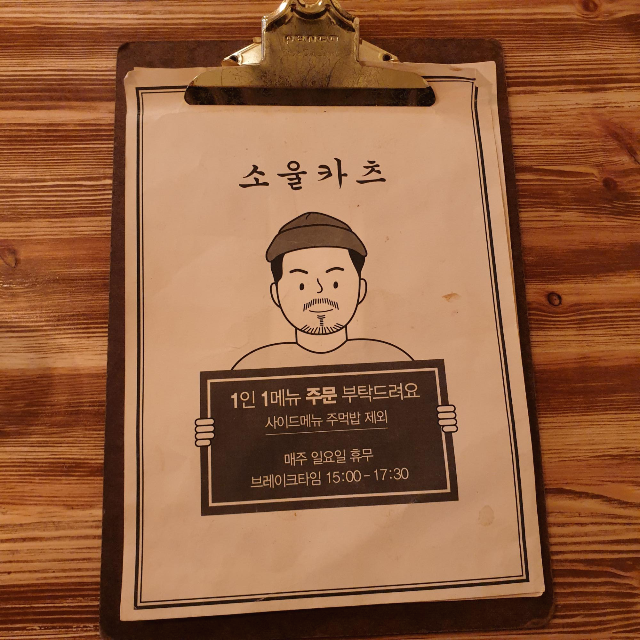 소울카츠
1인 1메뉴 주문 부탁드려요
사이드메뉴 주먹밥 제외
매주 일요일 휴무
브레이크타임 15:00 - 17:30